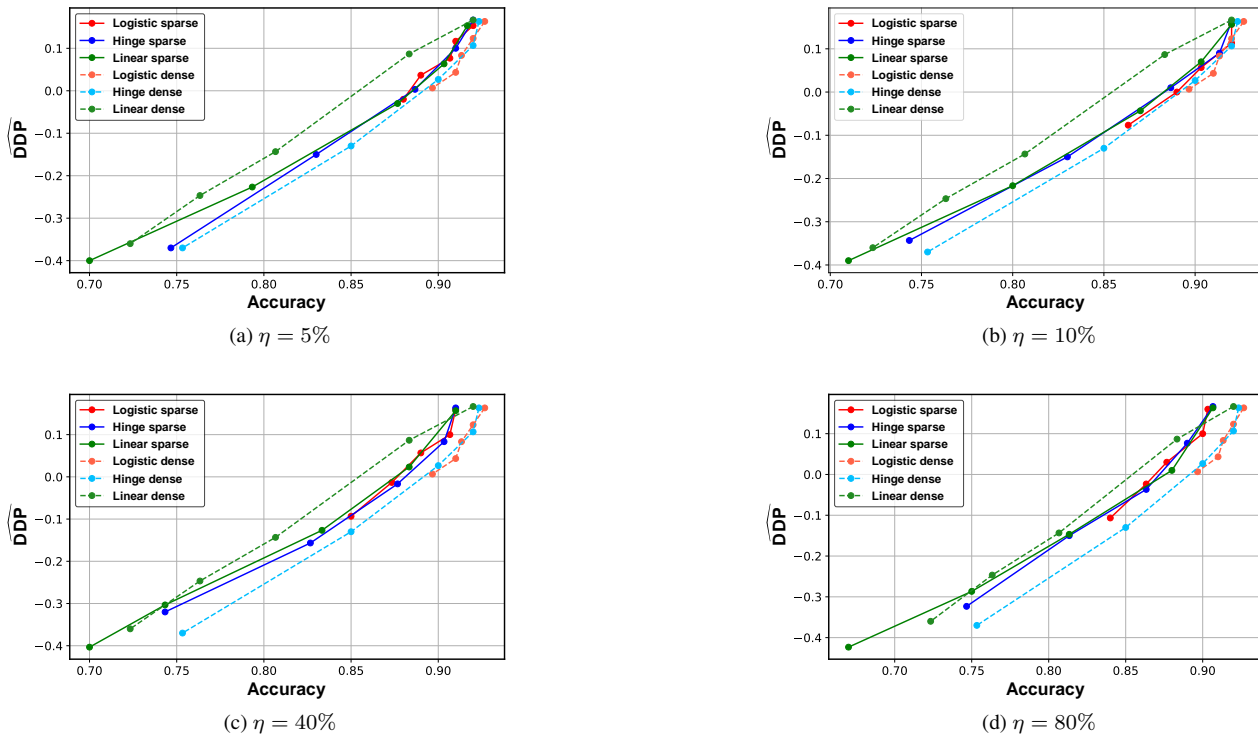 0.1
0.0
−0.1
−0.2
−0.3
−0.4
0.70 0.75 0.80 0.85 0.90
Accuracy
DDP
Logistic sparse
Hinge sparse
Linear sparse
Logistic dense
Hinge dense
Linear dense
(a) η = 5%
0.1
0.0
−0.1
−0.2
−0.3
−0.4
0.70 0.75 0.80 0.85 0.90
Accuracy
DDP
Logistic sparse
Hinge sparse
Linear sparse
Logistic dense
Hinge dense
Linear dense
(b) η = 10%
0.1
0.0
−0.1
−0.2
−0.3
−0.4
0.70 0.75 0.80 0.85 0.90
Accuracy
DDP
Logistic sparse
Hinge sparse
Linear sparse
Logistic dense
Hinge dense
Linear dense
(c) η = 40%
0.1
0.0
−0.1
−0.2
−0.3
−0.4
0.70 0.75 0.80 0.85 0.90
Accuracy
DDP
Logistic sparse
Hinge sparse
Linear sparse
Logistic dense
Hinge dense
Linear dense
(d) η = 80%